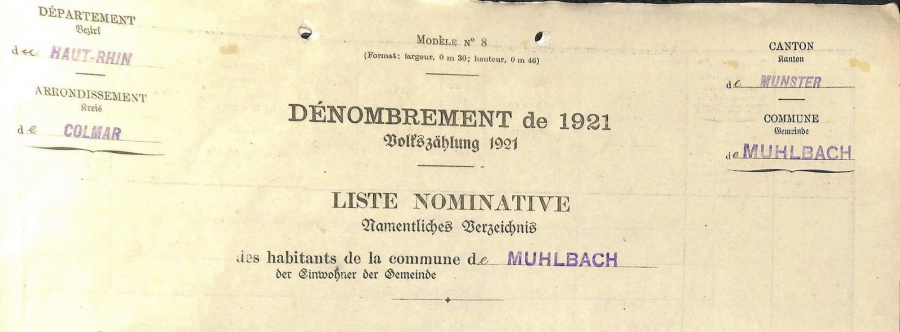 DÉPARTEMENT
Bezirk
de HAUT-RHIN
ARRONDISSEMENT
Kreis
de COLMAR
MODÈLE N° 8
(Format: largeur, 0 m 30; hauteur, 0 m 46)
DÉNOMBREMENT de 1921
Volkszählung 1921
LISTE NOMINATIVE
Namentliches Verzeichnis
des habitants de la commune de MUHLBACH
der Einwohner der Gemeinde
CANTON
Kanton
de MUNSTER
COMMUNE
Gemeinde
de MUHLBACH